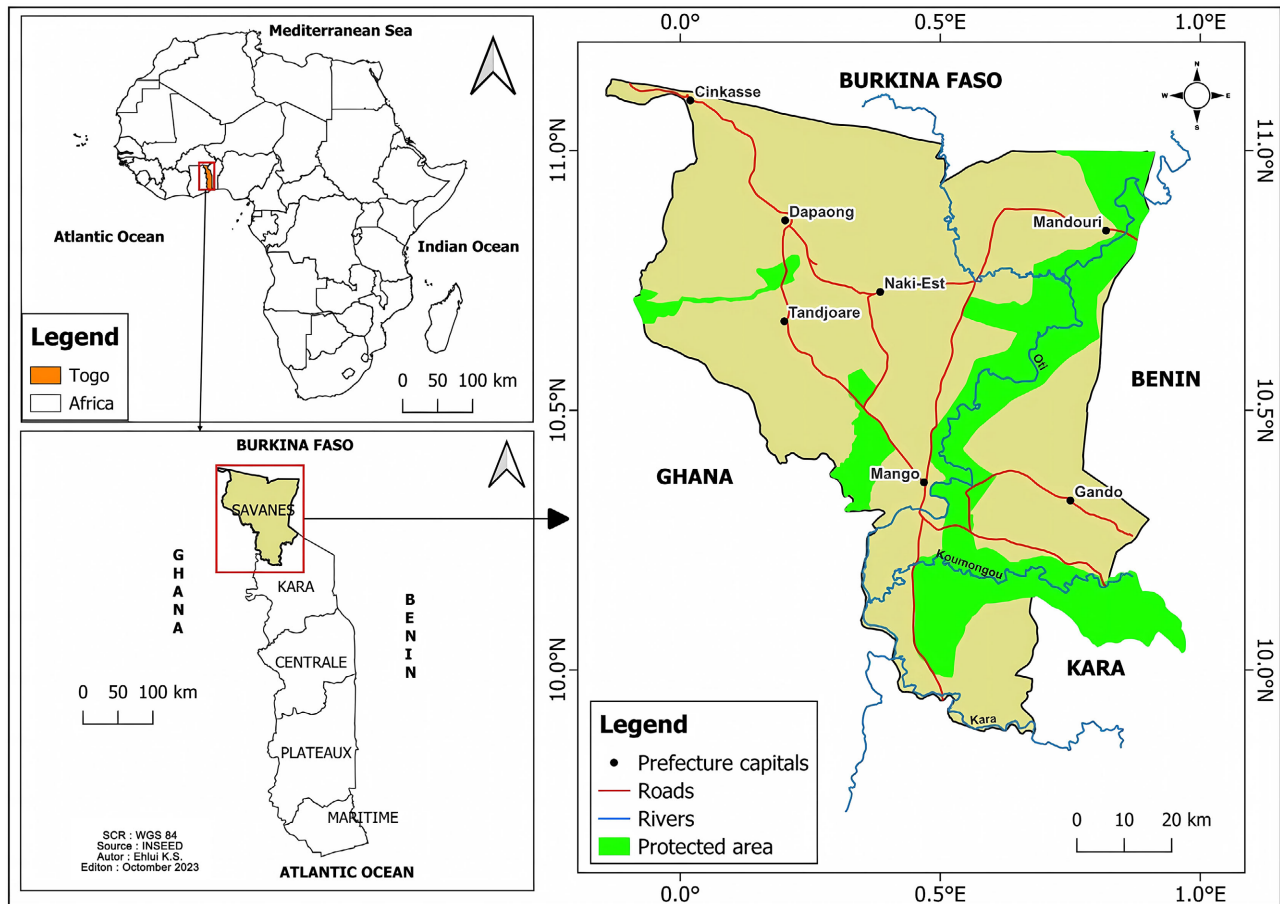 Mediterranean Sea
Atlantic Ocean
Indian Ocean
Legend
Togo
Africa
0 50 100 km
BURKINA FASO
SAVANES
KARA
CENTRALE
PLATEAUX
MARITIME
GHANA
BENIN
0 50 100 km
SCR : WGS 84
Source : INSEED
Autor : Ehlui K.S.
Editon : Octomber 2023
ATLANTIC OCEAN
0.0° 0.5°E 1.0°E
BURKINA FASO
N
W E
S
Cinkasse
11.0°N 11.0°N
Dapaong
Mandouri
Naki-Est
Tandjoare
Oti
BENIN
10.5°N 10.5°N
GHANA
Mango
Gando
Koumongou
KARA
10.0°N 10.0°N
Kara
Legend
Prefecture capitals
Roads
Rivers
Protected area
0 10 20 km
0.0° 0.5°E 1.0°E